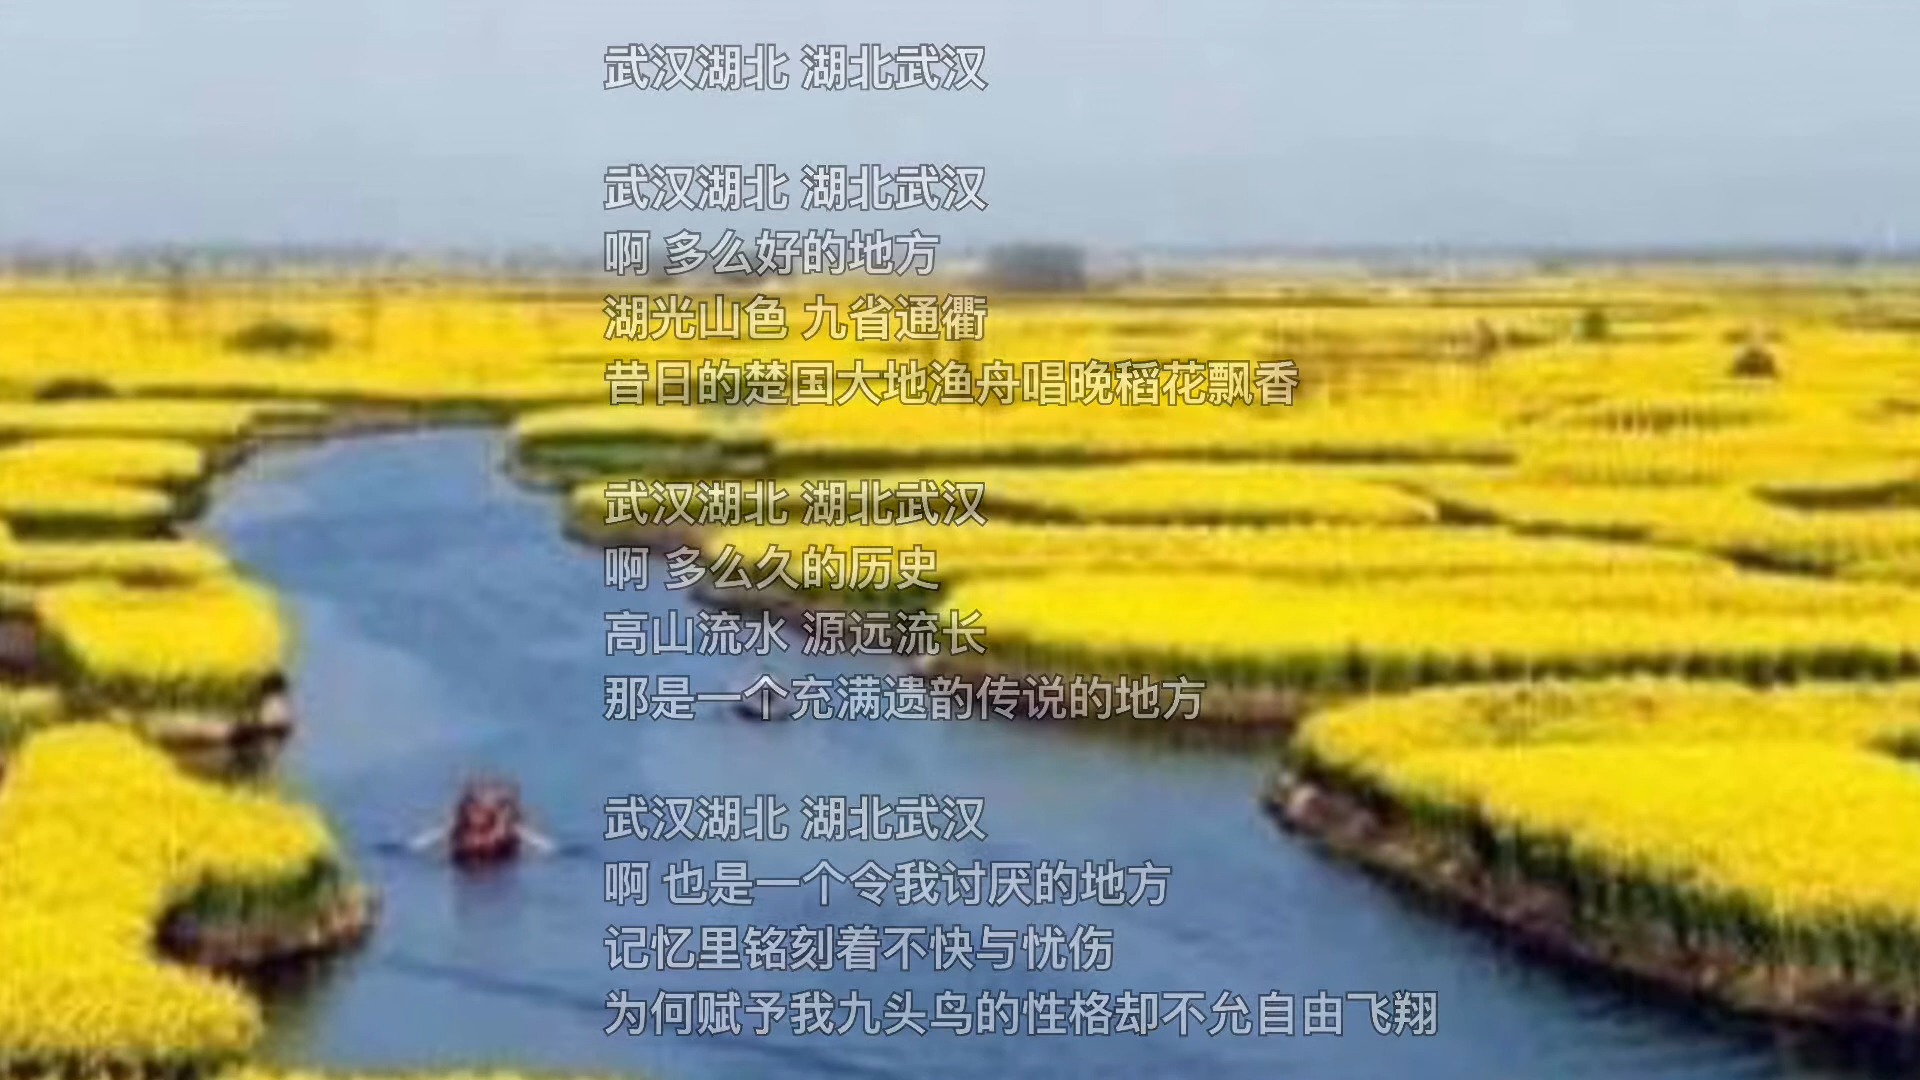 武汉湖北 湖北武汉
武汉湖北 湖北武汉
啊 多么好的地方
湖光山色 九省通衢
昔日的楚国大地渔舟唱晚稻花飘香
武汉湖北 湖北武汉
啊 多么久的历史
高山流水 源远流长
那是一个充满遗韵传说的地方
武汉湖北 湖北武汉
啊 也是一个令我讨厌的地方
记忆里铭刻着不快与忧伤
为何赋予我九头鸟的性格却不允自由飞翔